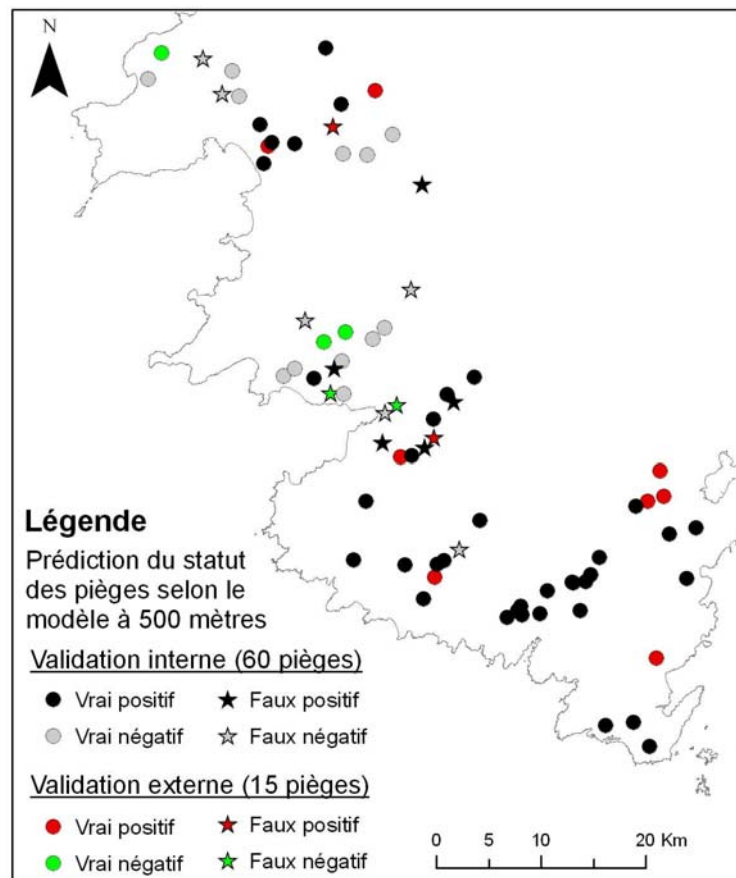 N
Légende
Prédiction du statut
des pièges selon le
modèle à 500 mètres
Validation interne (60 pièges)
Vrai positif Faux positif
Vrai négatif Faux négatif
Validation externe (15 pièges)
Vrai positif Faux positif
Vrai négatif Faux négatif
0 5 10 20 Km